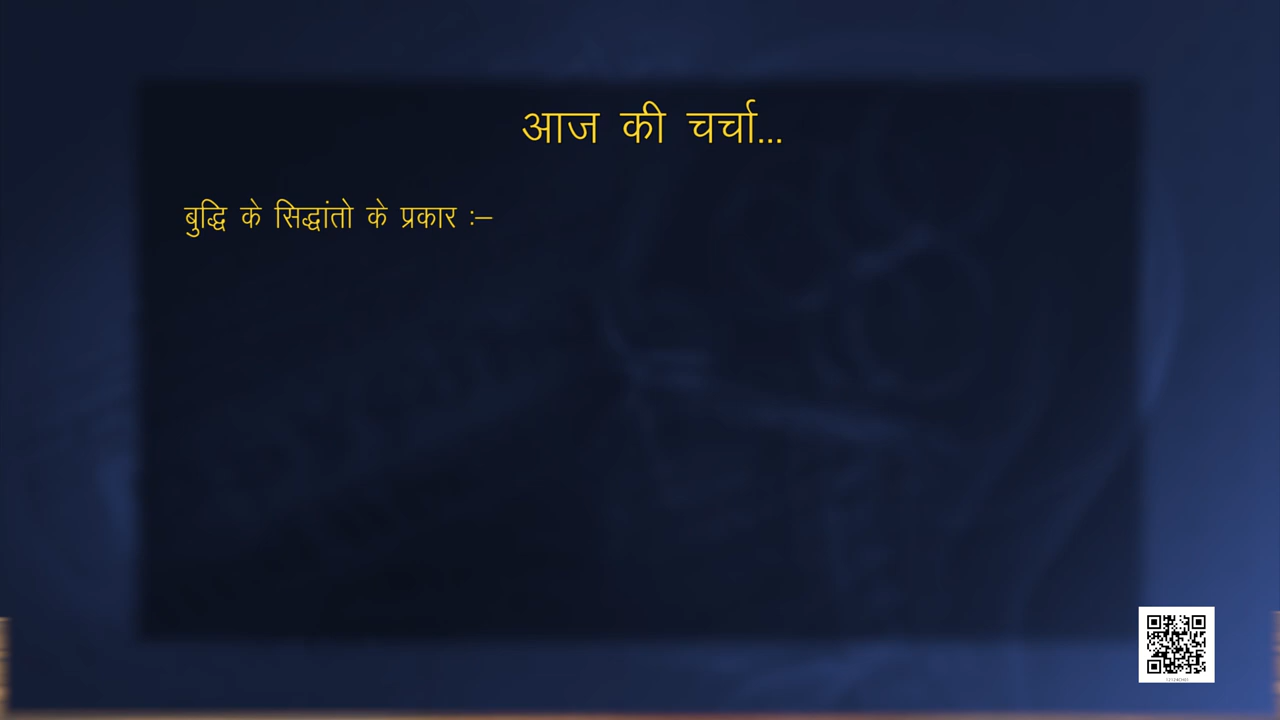 आज की चर्चा...
बुद्धि के सिद्धांतो के प्रकार :–